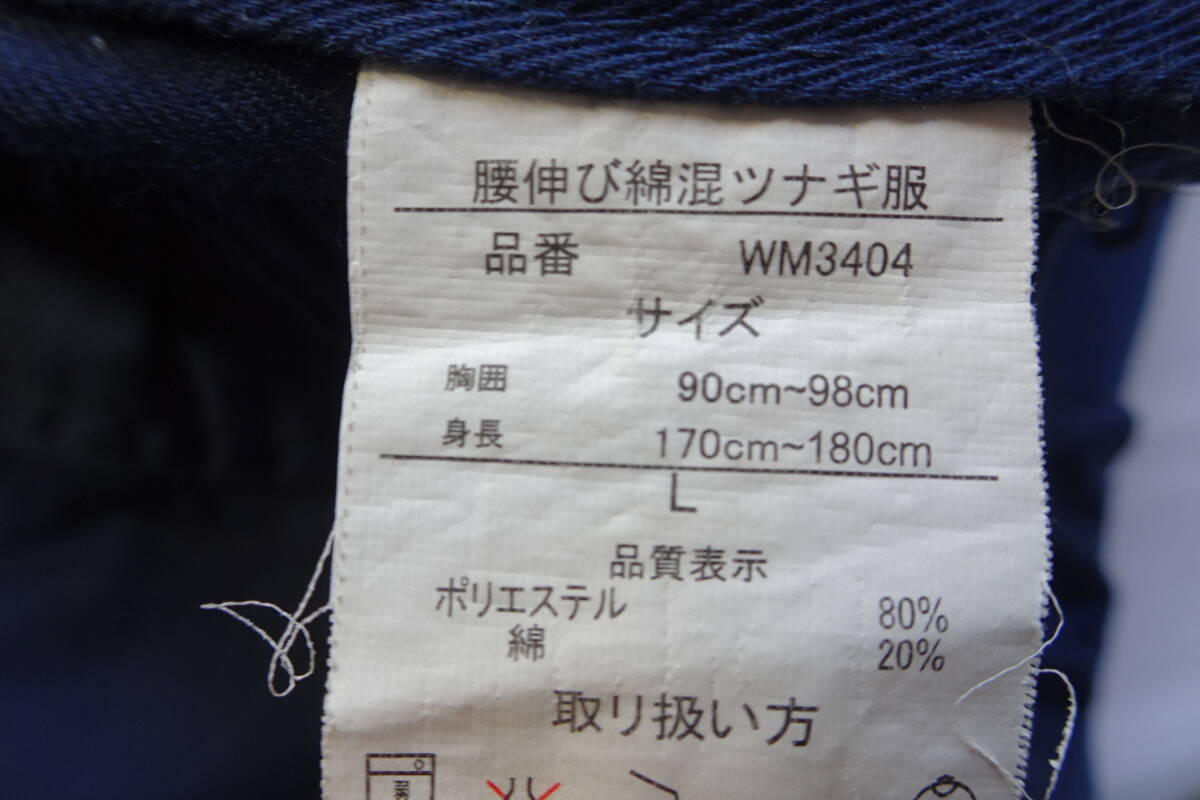 腰伸び綿混ツナギ服
品番 WM3404
サイズ
胸囲 90cm~98cm
身長 170cm~180cm
L
品質表示
ポリエステル 80%
綿 20%
取り扱い方